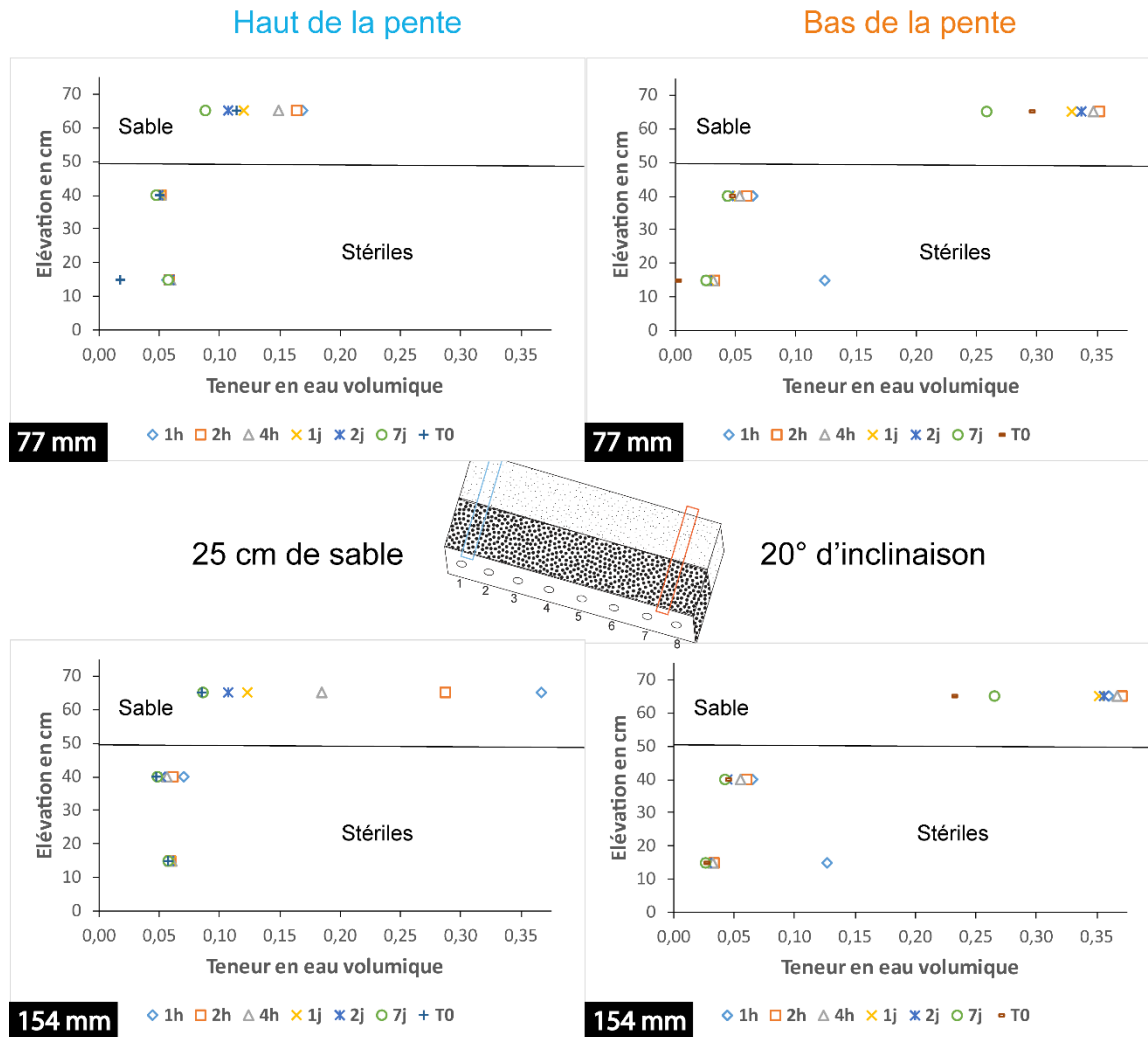 Haut de la pente
Bas de la pente
Elévation en cm
70
60
50
40
30
20
10
0
Sable
Stériles
0,00 0,05 0,10 0,15 0,20 0,25 0,30 0,35
Teneur en eau volumique
77 mm
1h 2h 4h 1j 2j 7j T0
Elévation en cm
70
60
50
40
30
20
10
0
Sable
Stériles
0,00 0,05 0,10 0,15 0,20 0,25 0,30 0,35
Teneur en eau volumique
77 mm
1h 2h 4h 1j 2j 7j T0
25 cm de sable
1 2 3 4 5 6 7 8
20° d’inclinaison
Elévation en cm
70
60
50
40
30
20
10
0
Sable
Stériles
0,00 0,05 0,10 0,15 0,20 0,25 0,30 0,35
Teneur en eau volumique
154 mm
1h 2h 4h 1j 2j 7j T0
Elévation en cm
70
60
50
40
30
20
10
0
Sable
Stériles
0,00 0,05 0,10 0,15 0,20 0,25 0,30 0,35
Teneur en eau volumique
154 mm
1h 2h 4h 1j 2j 7j T0